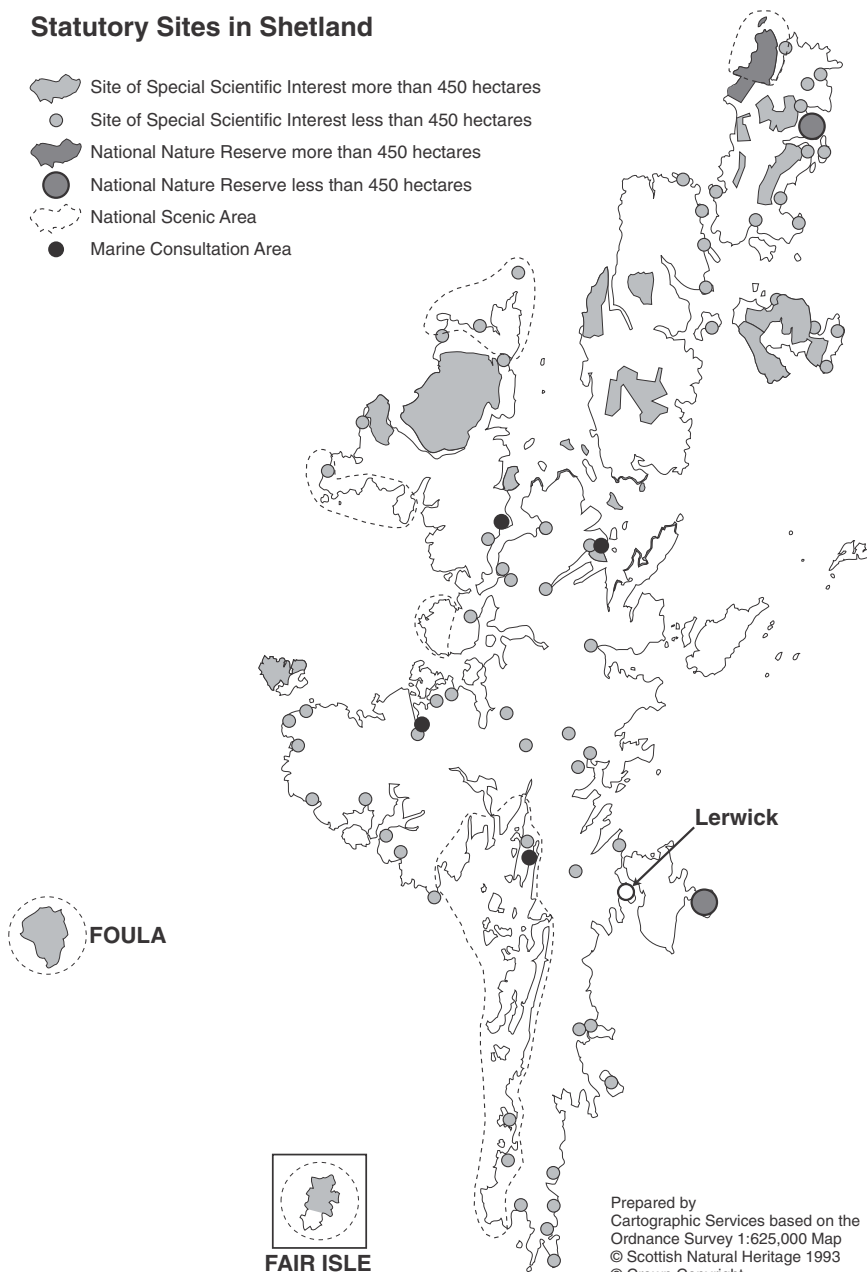 Statutory Sites in Shetland
Site of Special Scientific Interest more than 450 hectares
Site of Special Scientific Interest less than 450 hectares
National Nature Reserve more than 450 hectares
National Nature Reserve less than 450 hectares
National Scenic Area
Marine Consultation Area
Lerwick
FOULA
FAIR ISLE
Prepared by
Cartographic Services based on the
Ordnance Survey 1:625,000 Map
© Scottish Natural Heritage 1993
© Crown Copyright